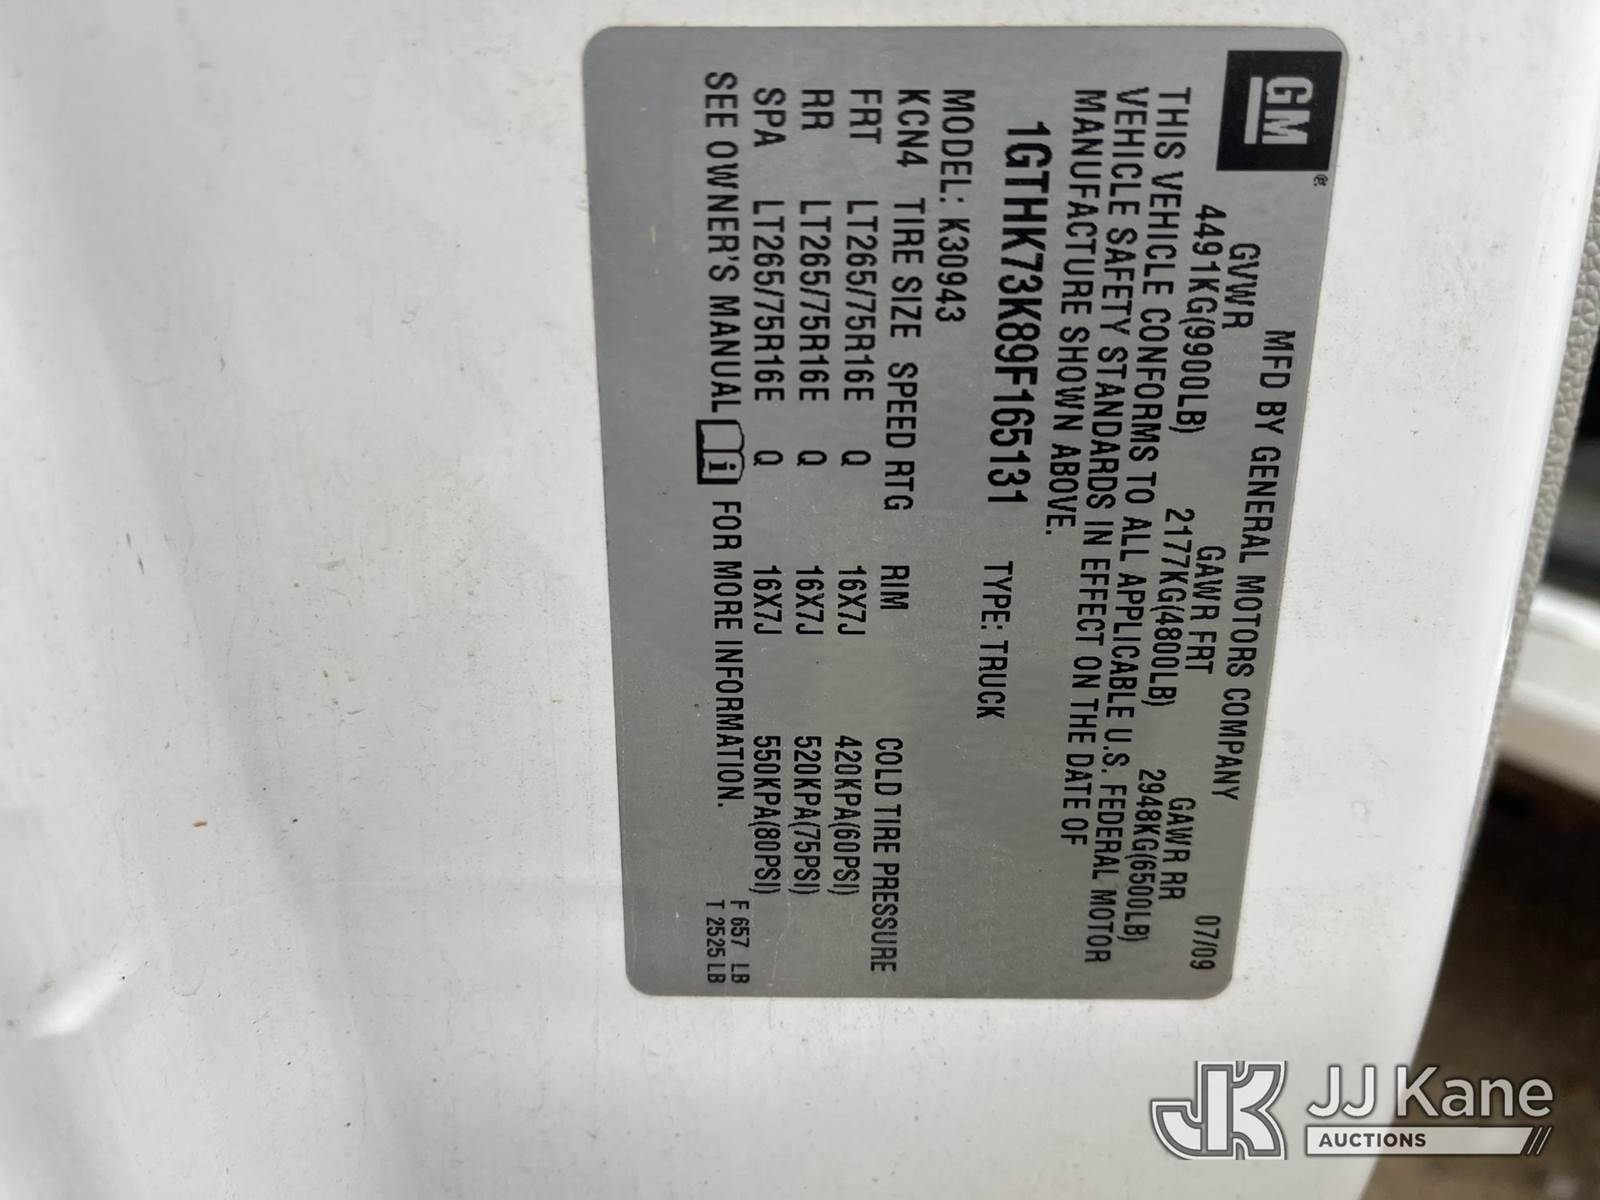 GM®
MFD BY GENERAL MOTORS COMPANY
07/09
GVWR GAWR FRT GAWR RR
4491KG(9900LB) 2177KG(4800LB) 2948KG(6500LB)
THIS VEHICLE CONFORMS TO ALL APPLICABLE U.S. FEDERAL MOTOR
VEHICLE SAFETY STANDARDS IN EFFECT ON THE DATE OF
MANUFACTURE SHOWN ABOVE.
1GTHK73K89F165131 TYPE: TRUCK
MODEL: K30943
KCN4 TIRE SIZE SPEED RTG RIM COLD TIRE PRESSURE
FRT LT265/75R16E Q 16X7J 420KPA(60PSI)
RR LT265/75R16E Q 16X7J 520KPA(75PSI)
SPA LT265/75R16E Q 16X7J 550KPA(80PSI)
SEE OWNER'S MANUAL i FOR MORE INFORMATION.
F 657 LB
T 2525 LB
JK JJ Kane
AUCTIONS